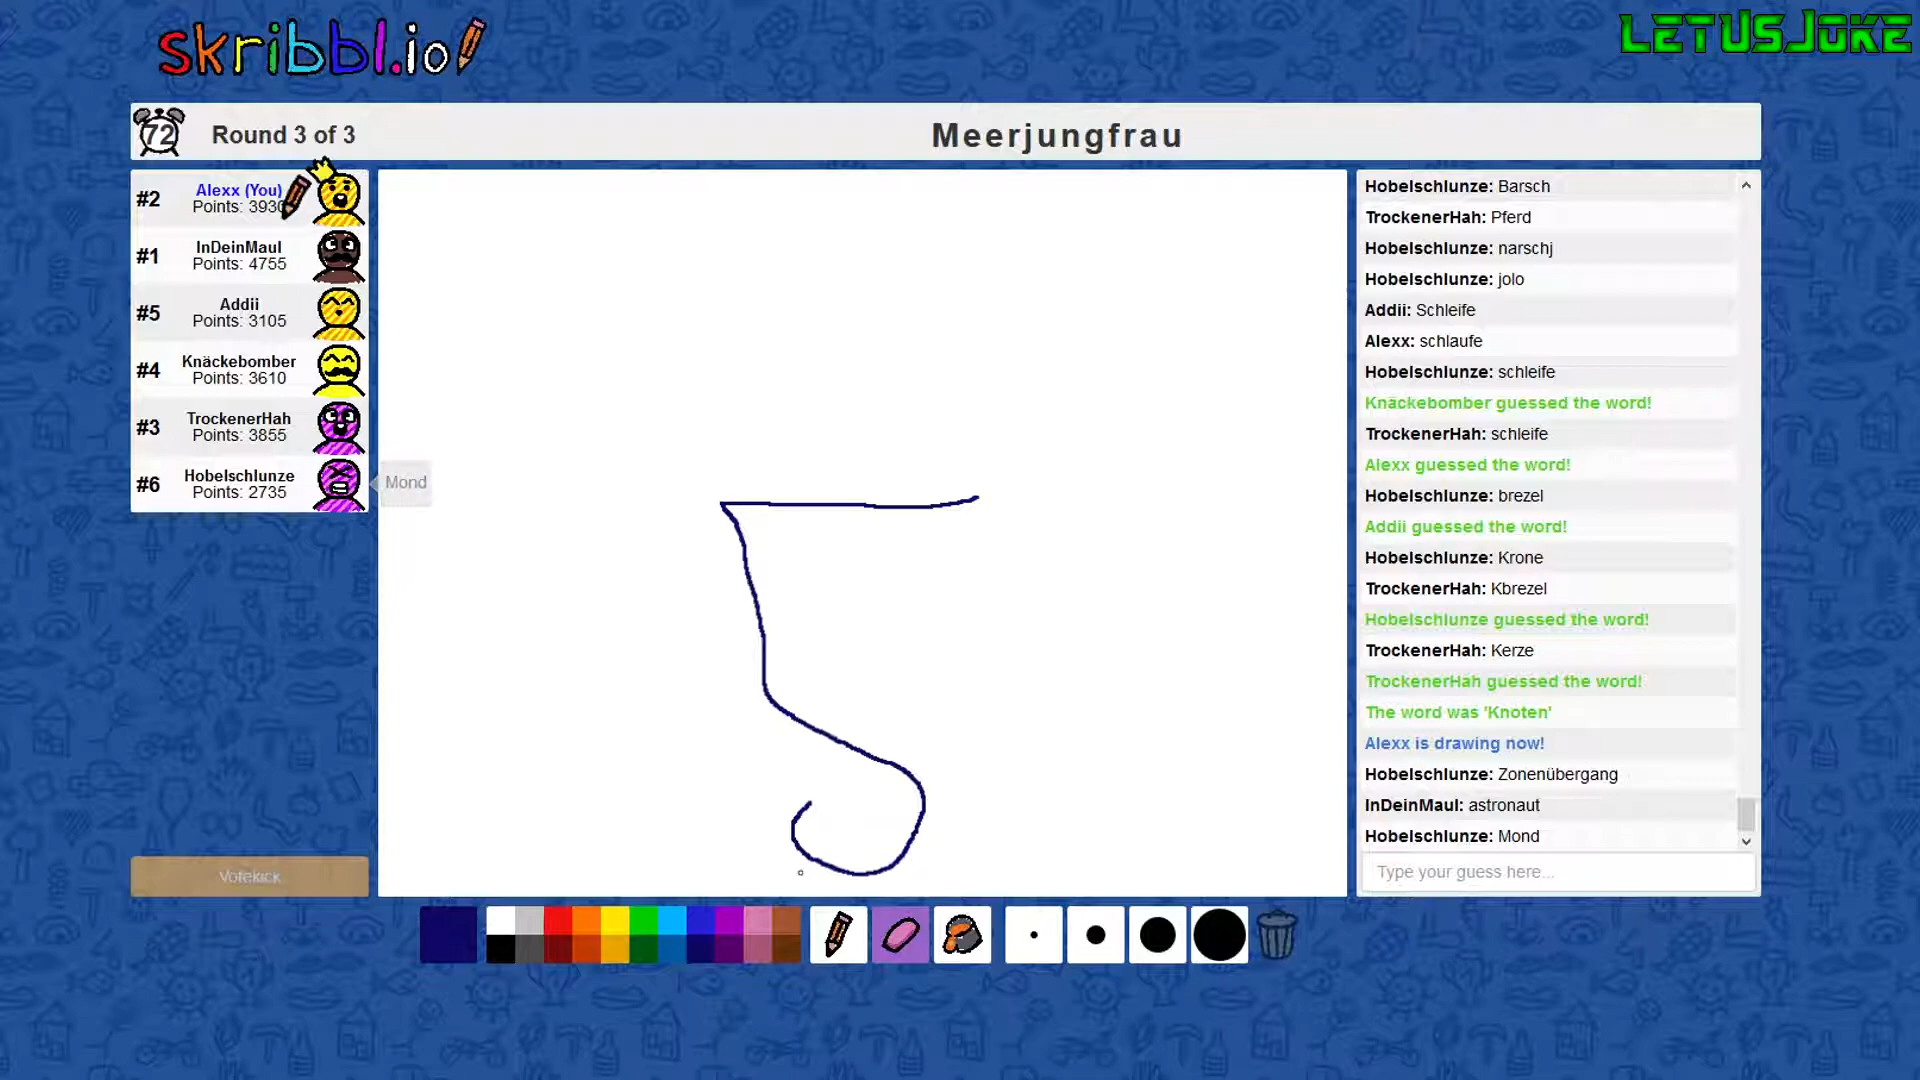 skribbl.io
LETUSJOKE
72
Round 3 of 3
Meerjungfrau
#2
Alexx (You)
Points: 3930
#1
InDeinMaul
Points: 4755
#5
Addii
Points: 3105
#4
Knäckebomber
Points: 3610
#3
TrockenerHah
Points: 3855
#6
Hobelschlunze
Points: 2735
Mond
Votekick
Hobelschlunze: Barsch
TrockenerHah: Pferd
Hobelschlunze: narschj
Hobelschlunze: jolo
Addii: Schleife
Alexx: schlaufe
Hobelschlunze: schleife
Knäckebomber guessed the word!
TrockenerHah: schleife
Alexx guessed the word!
Hobelschlunze: brezel
Addii guessed the word!
Hobelschlunze: Krone
TrockenerHah: Kbrezel
Hobelschlunze guessed the word!
TrockenerHah: Kerze
TrockenerHah guessed the word!
The word was 'Knoten'
Alexx is drawing now!
Hobelschlunze: Zonenübergang
InDeinMaul: astronaut
Hobelschlunze: Mond
Type your guess here...